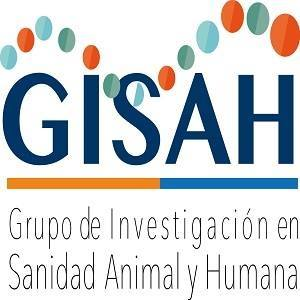 GISAH
Grupo de Investigación en
Sanidad Animal y Humana